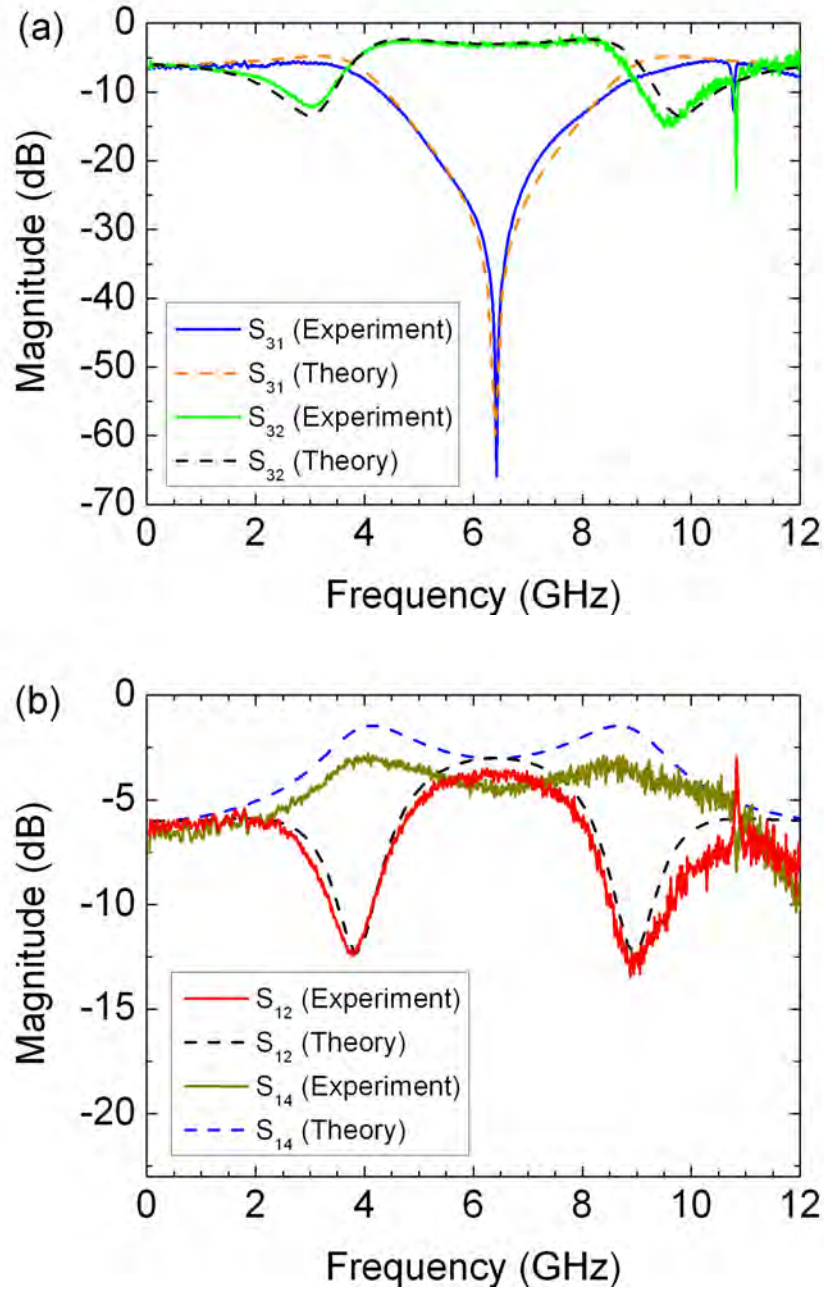 (a)
0
-10
-20
-30
-40
-50
-60
-70
Magnitude (dB)
S31 (Experiment)
S31 (Theory)
S32 (Experiment)
S32 (Theory)
0 2 4 6 8 10 12
Frequency (GHz)
(b)
0
-5
-10
-15
-20
Magnitude (dB)
S12 (Experiment)
S12 (Theory)
S14 (Experiment)
S14 (Theory)
0 2 4 6 8 10 12
Frequency (GHz)